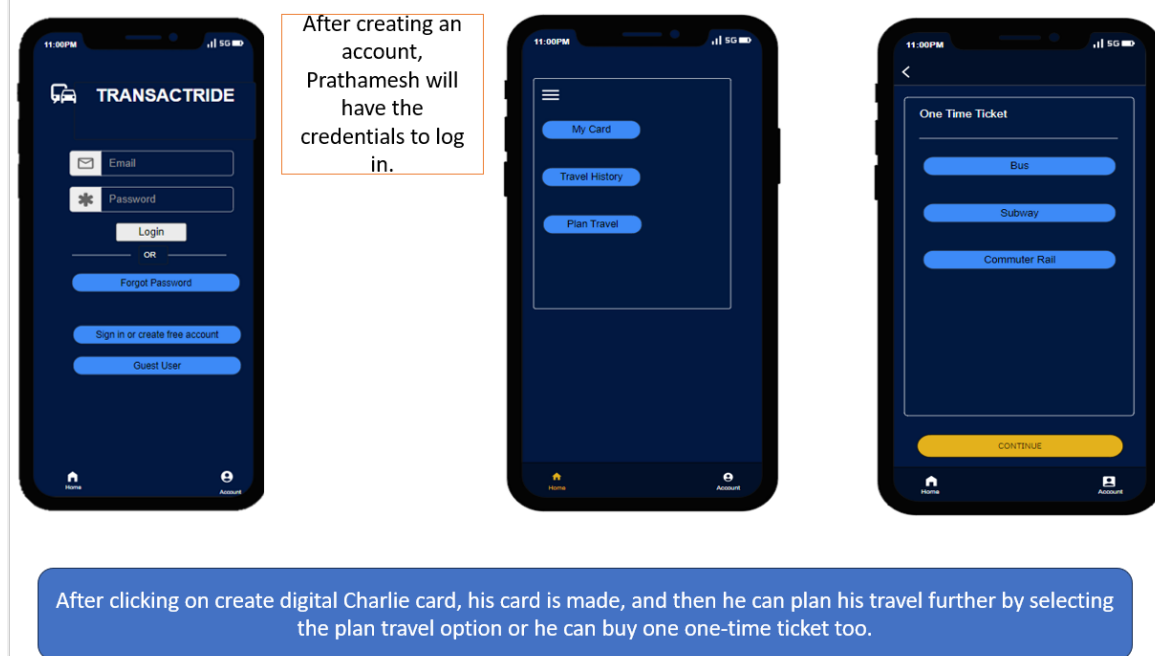 11:00PM
5G
TRANSACTRIDE
Email
Password
Login
OR
Forgot Password
Sign in or create free account
Guest User
Home
Account
After creating an
account,
Prathamesh will
have the
credentials to log
in.
11:00PM
5G
My Card
Travel History
Plan Travel
Home
Account
11:00PM
5G
One Time Ticket
Bus
Subway
Commuter Rail
CONTINUE
Home
Account
After clicking on create digital Charlie card, his card is made, and then he can plan his travel further by selecting
the plan travel option or he can buy one one-time ticket too.